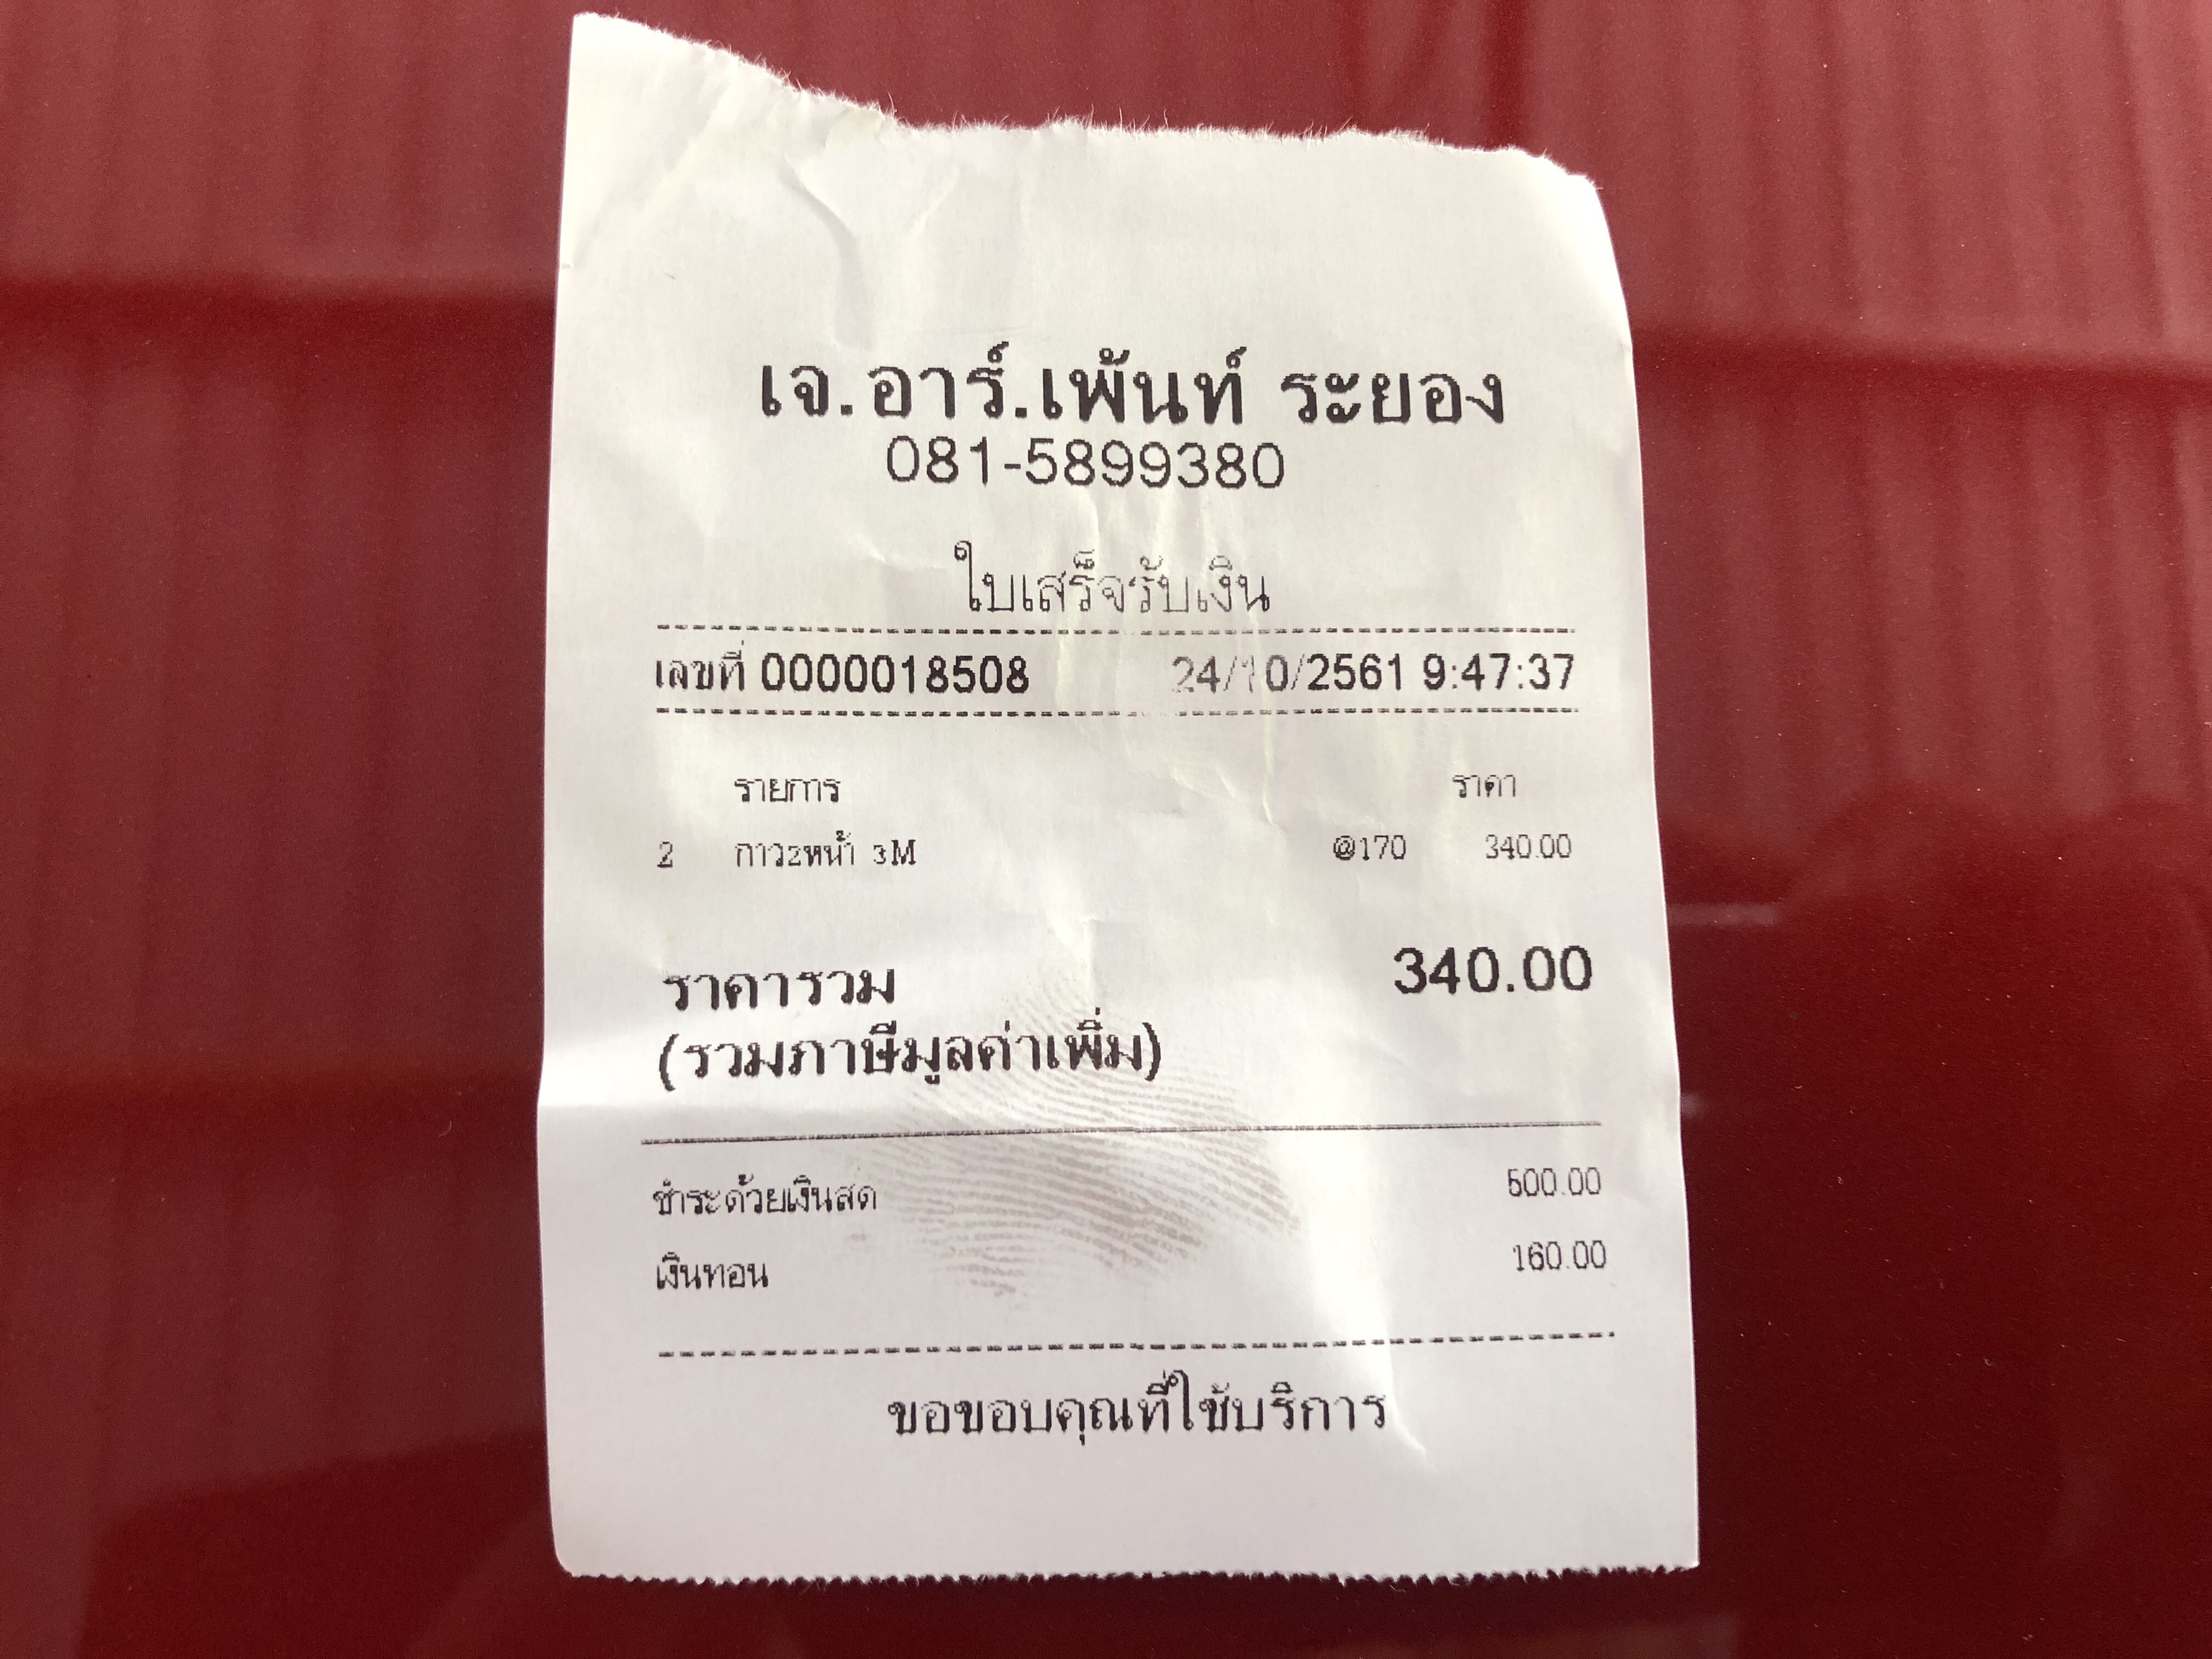 เจ.อาร์.เพ้นท์ ระยอง
081-5899380
ใบเสร็จรับเงิน
เลขที่ 0000018508 24/10/2561 9:47:37
รายการ ราคา
2 กาว2หน้า 3M @170 340.00
ราคารวม 340.00
(รวมภาษีมูลค่าเพิ่ม)
ชำระด้วยเงินสด 500.00
เงินทอน 160.00
ขอขอบคุณที่ใช้บริการ